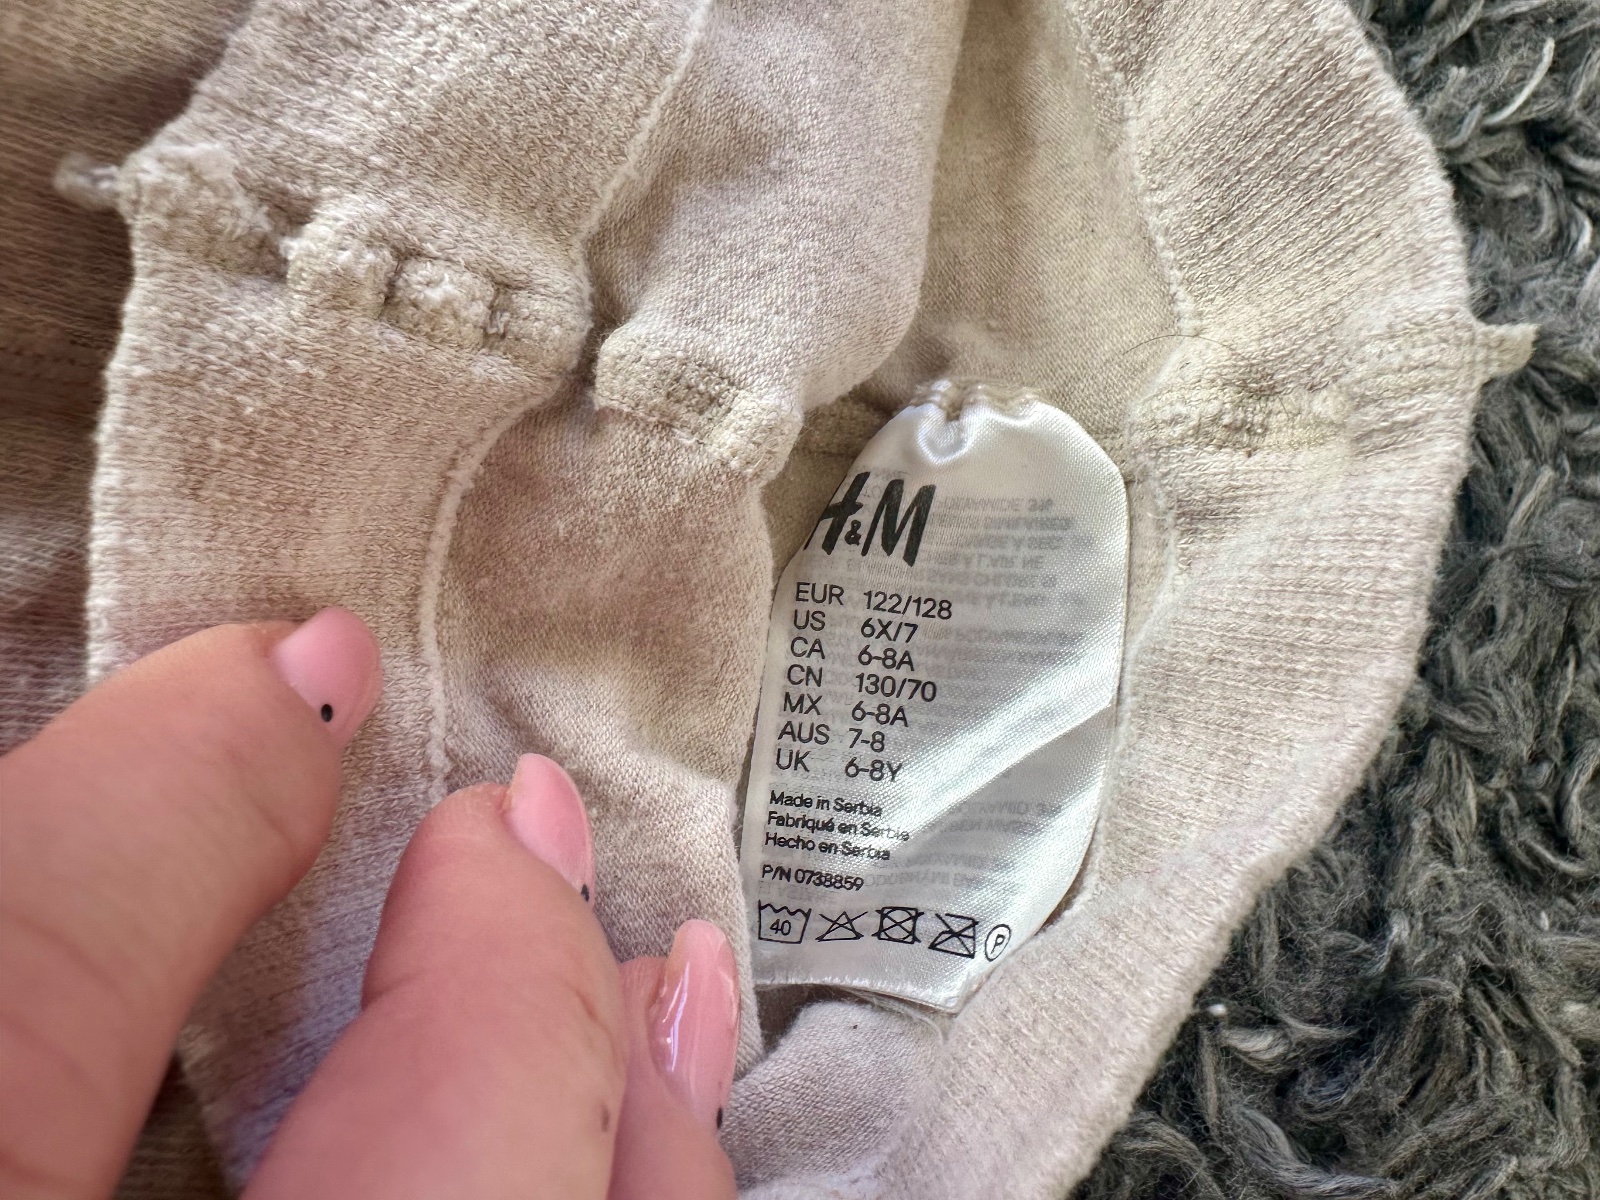 H&M
EUR 122/128
US 6X/7
CA 6-8A
CN 130/70
MX 6-8A
AUS 7-8
UK 6-8Y
Made in Serbia
Fabriqué en Serbie
Hecho en Serbia
P/N 0738859
40
P